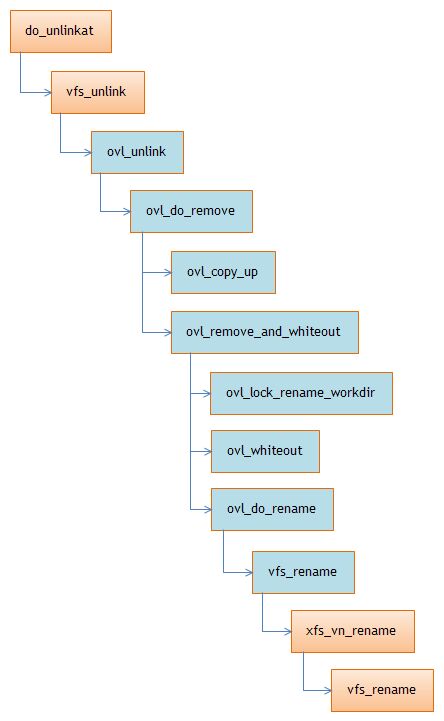 do_unlinkat
vfs_unlink
ovl_unlink
ovl_do_remove
ovl_copy_up
ovl_remove_and_whiteout
ovl_lock_rename_workdir
ovl_whiteout
ovl_do_rename
vfs_rename
xfs_vn_rename
vfs_rename